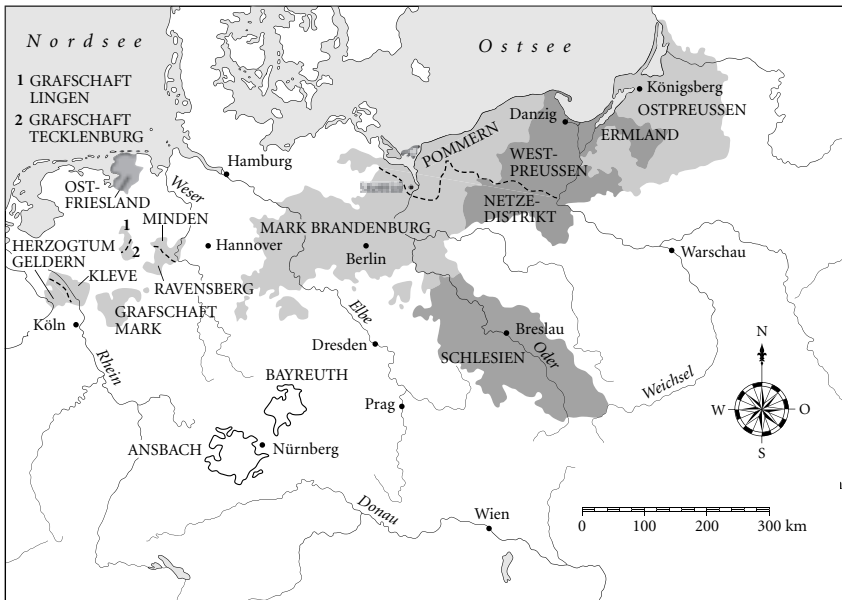 Nordsee
Ostsee
1 GRAFSCHAFT
LINGEN
2 GRAFSCHAFT
TECKLENBURG
Königsberg
OSTPREUSSEN
Danzig
ERMLAND
POMMERN
WEST-
PREUSSEN
Hamburg
OST-
FRIESLAND
Weser
NETZE-
DISTRIKT
1
MINDEN
2
MARK BRANDENBURG
Hannover
Berlin
Warschau
HERZOGTUM
GELDERN
KLEVE
RAVENSBERG
GRAFSCHAFT
MARK
Köln
Elbe
Breslau
Dresden
SCHLESIEN
Oder
Rhein
Weichsel
BAYREUTH
Prag
ANSBACH
Nürnberg
Donau
Wien
N
W
O
S
0 100 200 300 km